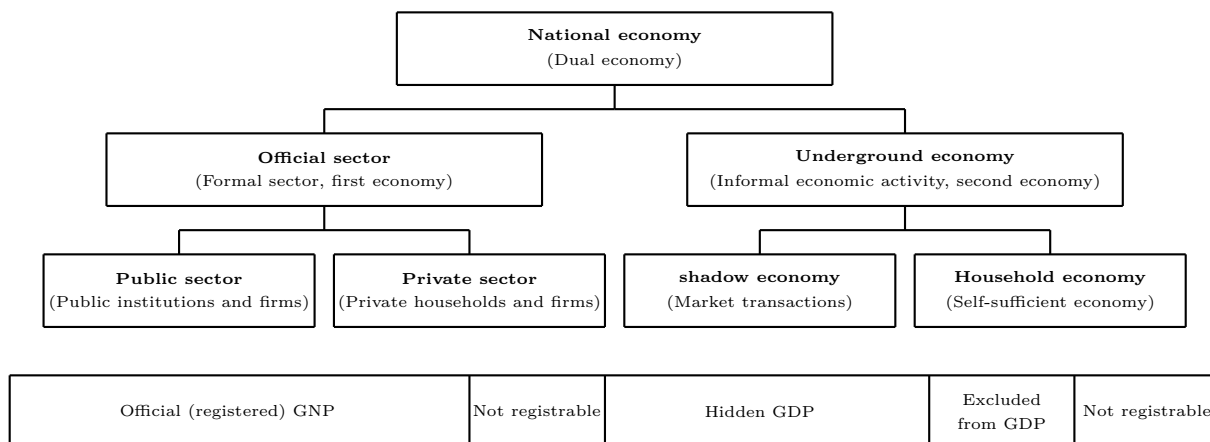 National economy
(Dual economy)
Official sector
(Formal sector, first economy)
Underground economy
(Informal economic activity, second economy)
Public sector
(Public institutions and firms)
Private sector
(Private households and firms)
shadow economy
(Market transactions)
Household economy
(Self-sufficient economy)
Official (registered) GNP
Not registrable
Hidden GDP
Excluded
from GDP
Not registrable